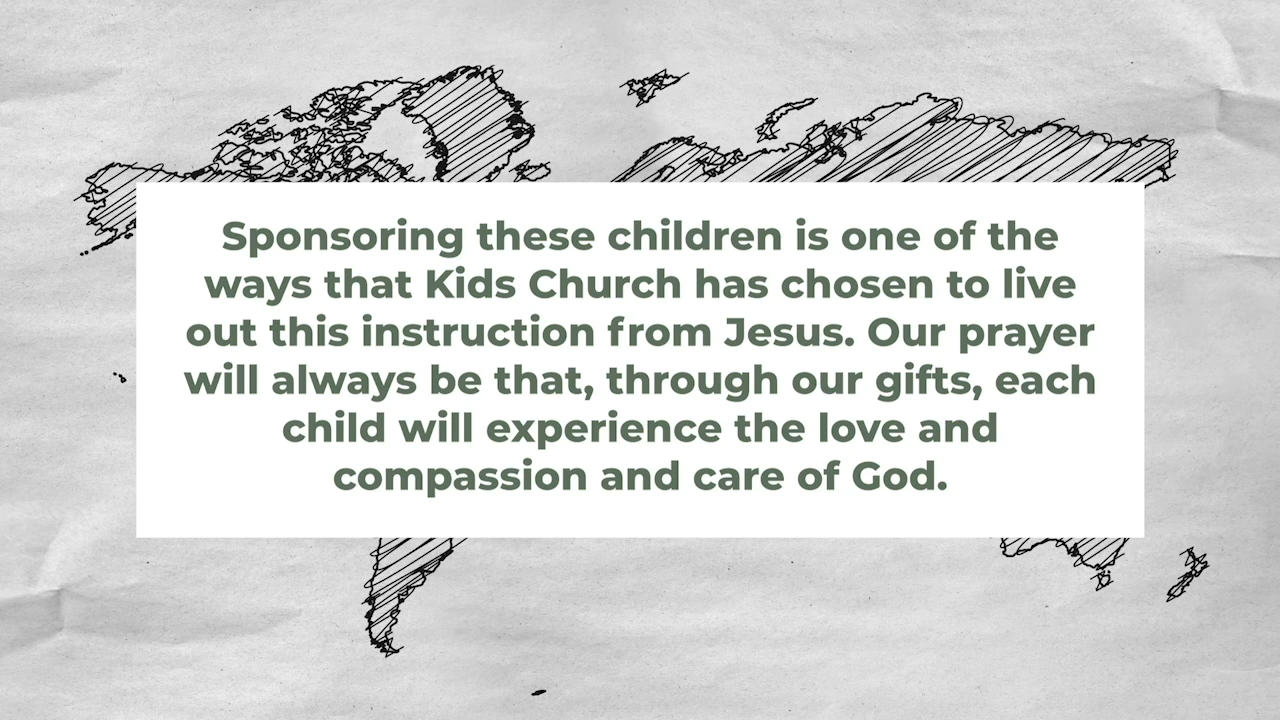 Sponsoring these children is one of the
ways that Kids Church has chosen to live
out this instruction from Jesus. Our prayer
will always be that, through our gifts, each
child will experience the love and
compassion and care of God.